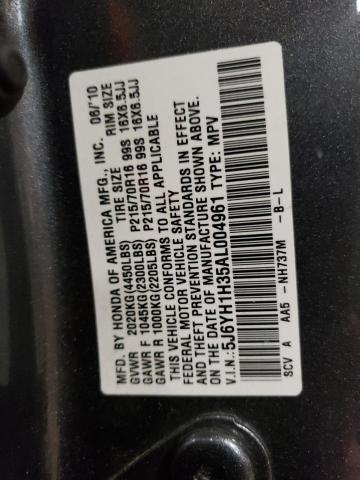 MFD. BY HONDA OF AMERICA MFG., INC. 06/'10
GVWR 2020KG(4450LBS) TIRE SIZE RIM SIZE
GAWR F 1045KG(2300LBS) P215/70R16 99S 16X6.5JJ
GAWR R 1000KG(2205LBS) P215/70R16 99S 16X6.5JJ
THIS VEHICLE CONFORMS TO ALL APPLICABLE
FEDERAL MOTOR VEHICLE SAFETY
AND THEFT PREVENTION STANDARDS IN EFFECT
ON THE DATE OF MANUFACTURE SHOWN ABOVE.
V.I.N.: 5J6YH1H35AL004961 TYPE: MPV
SCV A AA5 -NH737M -B-L